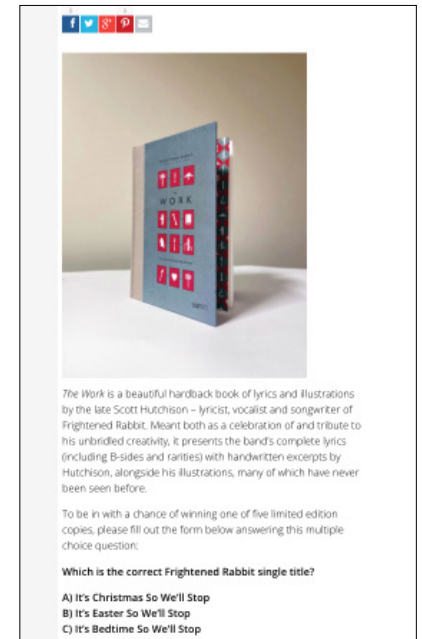 WORK
The Work is a beautiful hardback book of lyrics and illustrations
by the late Scott Hutchison – lyricist, vocalist and songwriter of
Frightened Rabbit. Meant both as a celebration of and tribute to
his unbridled creativity, it presents the band's complete lyrics
(including B-sides and rarities) with handwritten excerpts by
Hutchison, alongside his illustrations, many of which have never
been seen before.
To be in with a chance of winning one of five limited edition
copies, please fill out the form below answering this multiple
choice question:
Which is the correct Frightened Rabbit single title?
A) It's Christmas So We'll Stop
B) It's Easter So We'll Stop
C) It's Bedtime So We'll Stop